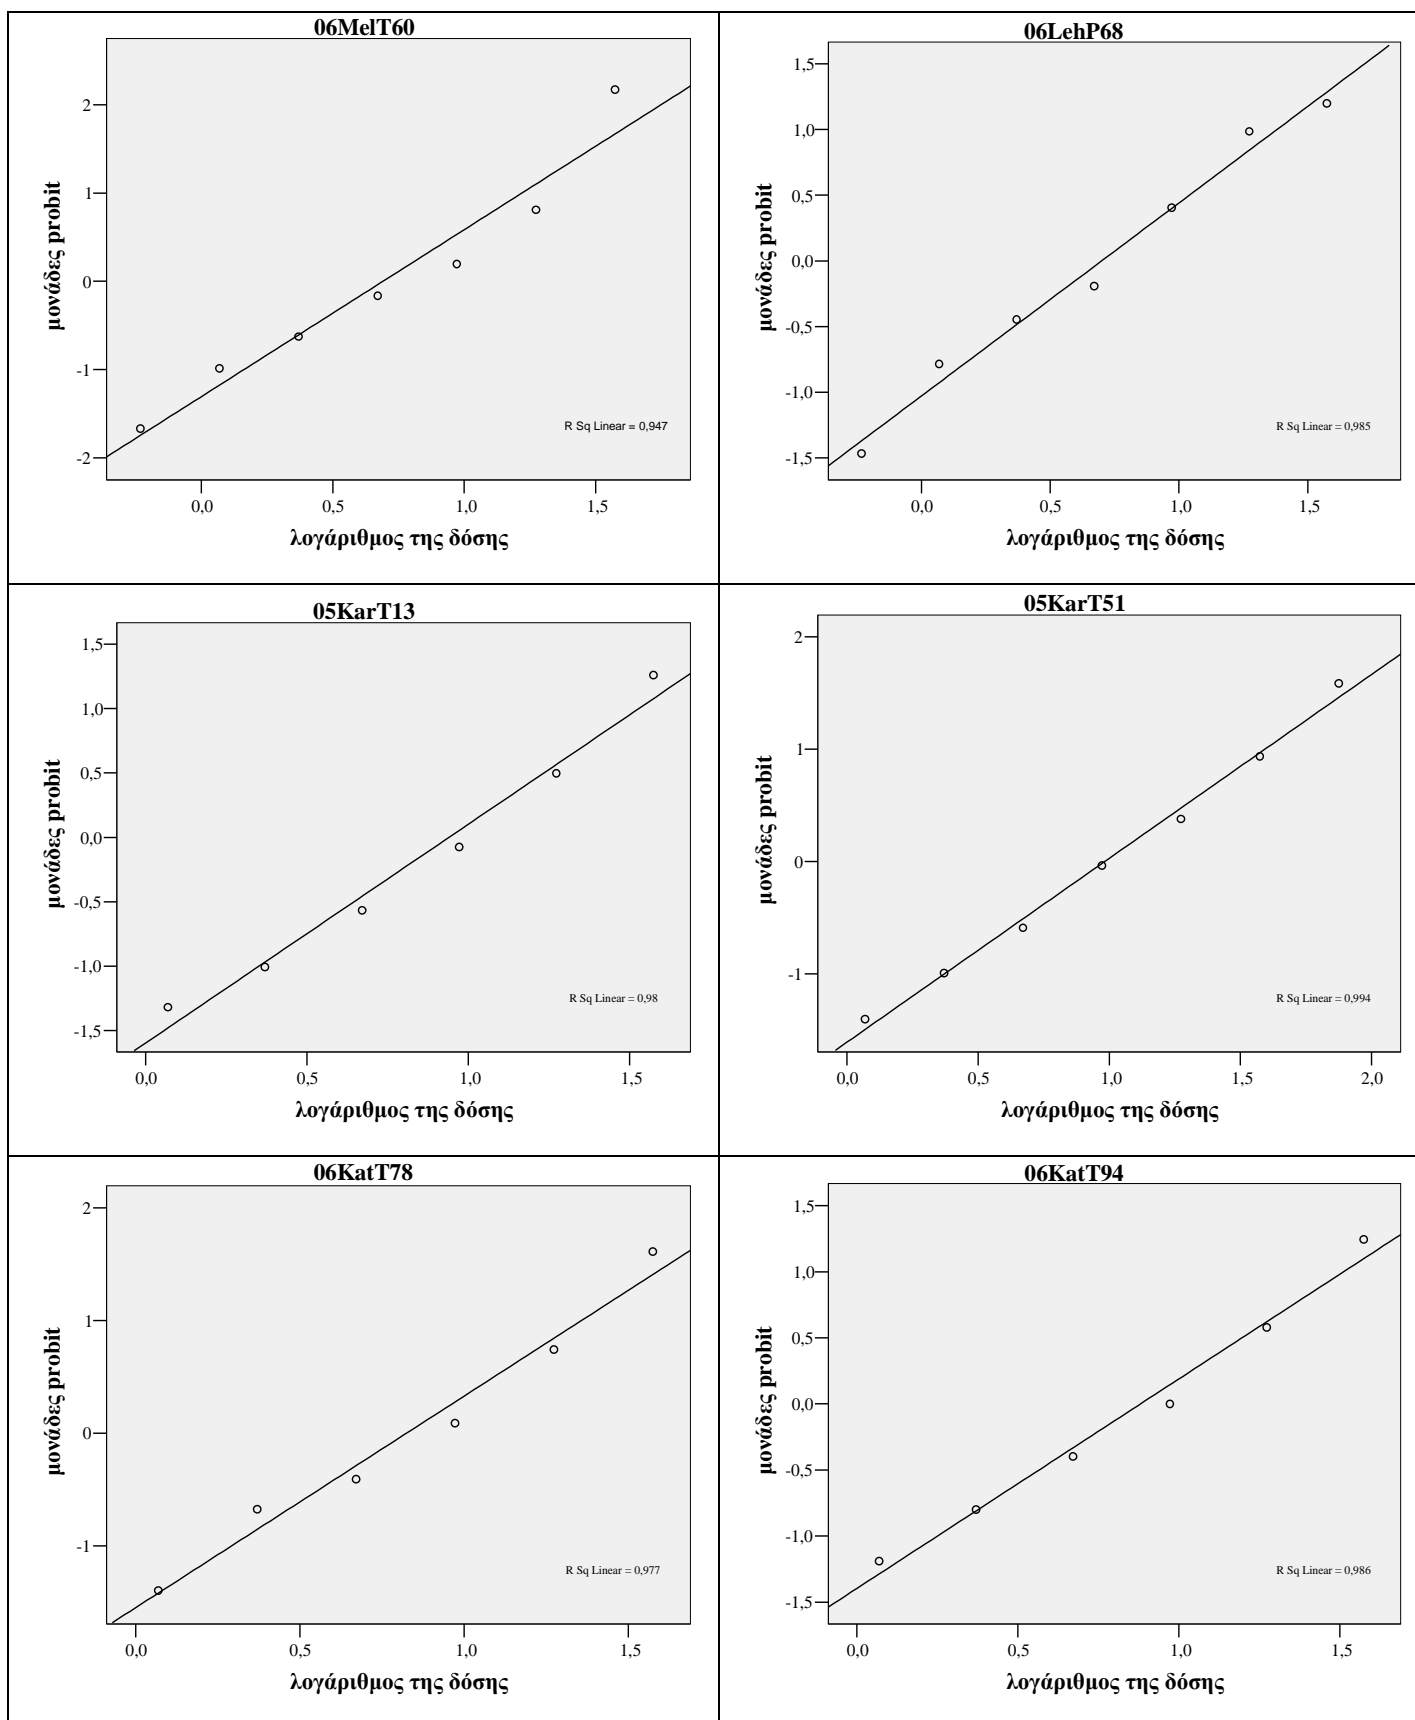 06MelT60
2
1
0
-1
-2
μονάδες probit
R Sq Linear = 0,947
0,0 0,5 1,0 1,5
λογάριθμος της δόσης
06LehP68
1,5
1,0
0,5
0,0
-0,5
-1,0
-1,5
μονάδες probit
R Sq Linear = 0,985
0,0 0,5 1,0 1,5
λογάριθμος της δόσης
05KarT13
1,5
1,0
0,5
0,0
-0,5
-1,0
-1,5
μονάδες probit
R Sq Linear = 0,98
0,0 0,5 1,0 1,5
λογάριθμος της δόσης
05KarT51
2
1
0
-1
μονάδες probit
R Sq Linear = 0,994
0,0 0,5 1,0 1,5 2,0
λογάριθμος της δόσης
06KatT78
2
1
0
-1
μονάδες probit
R Sq Linear = 0,977
0,0 0,5 1,0 1,5
λογάριθμος της δόσης
06KatT94
1,5
1,0
0,5
0,0
-0,5
-1,0
-1,5
μονάδες probit
R Sq Linear = 0,986
0,0 0,5 1,0 1,5
λογάριθμος της δόσης